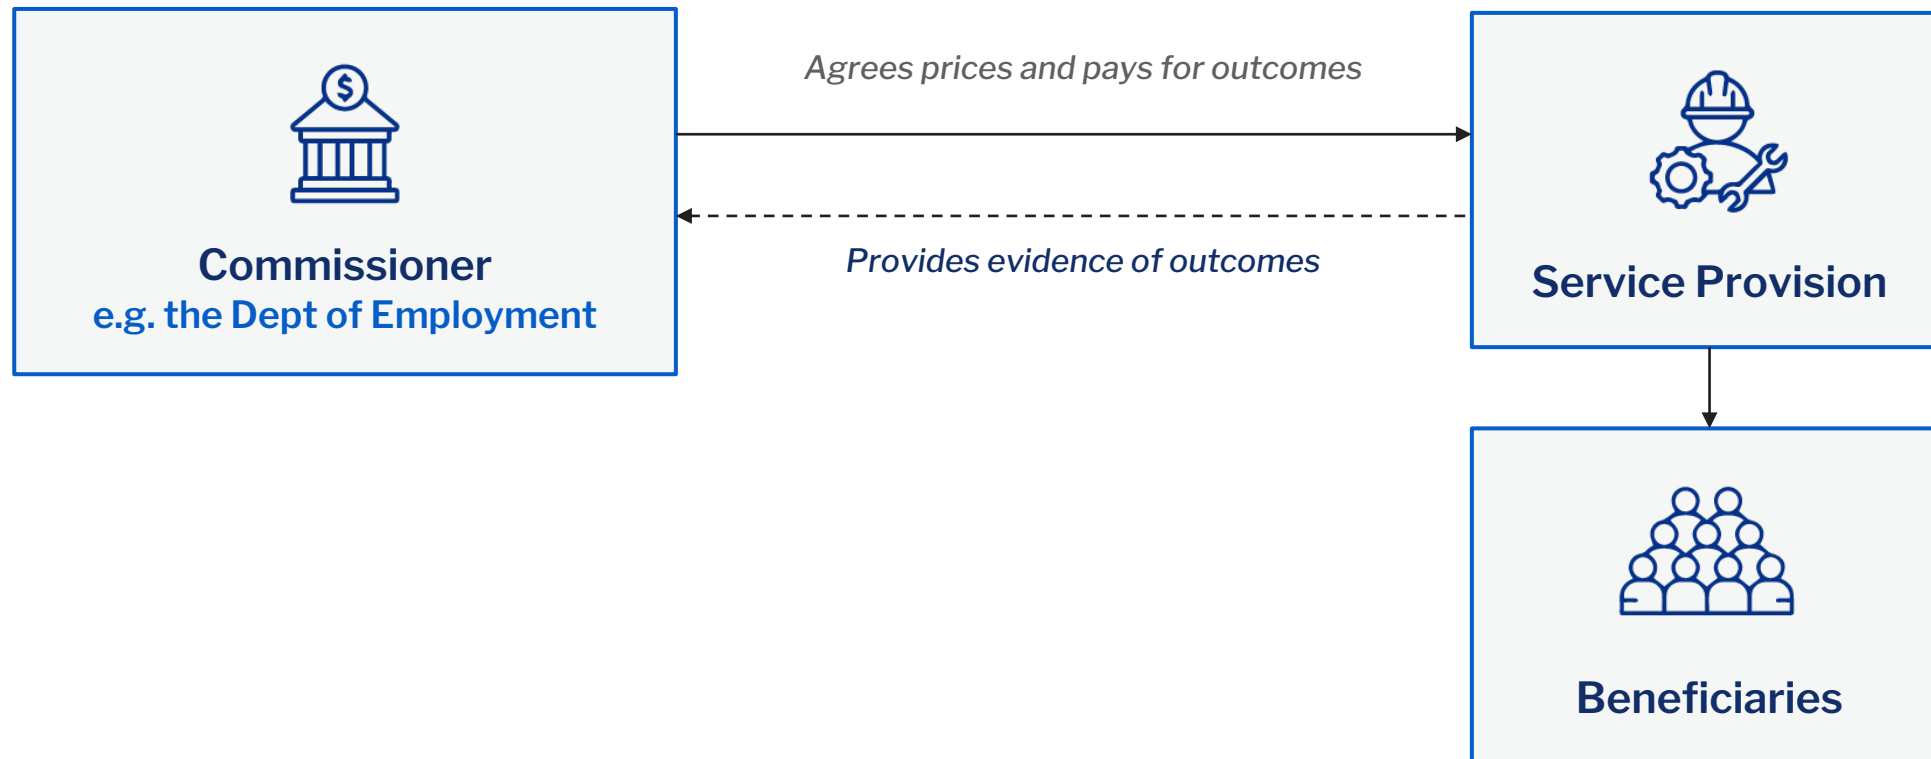 Agrees prices and pays for outcomes
$
Commissioner
e.g. the Dept of Employment
Provides evidence of outcomes
Service Provision
Beneficiaries